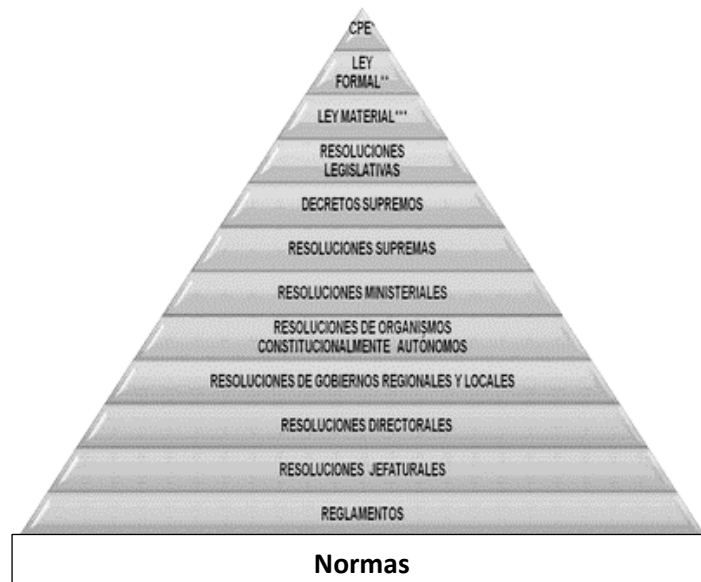 CPE*
LEY
FORMAL**
LEY MATERIAL***
RESOLUCIONES
LEGISLATIVAS
DECRETOS SUPREMOS
RESOLUCIONES SUPREMAS
RESOLUCIONES MINISTERIALES
RESOLUCIONES DE ORGANISMOS
CONSTITUCIONALMENTE AUTÓNOMOS
RESOLUCIONES DE GOBIERNOS REGIONALES Y LOCALES
RESOLUCIONES DIRECTORALES
RESOLUCIONES JEFATURALES
REGLAMENTOS
Normas